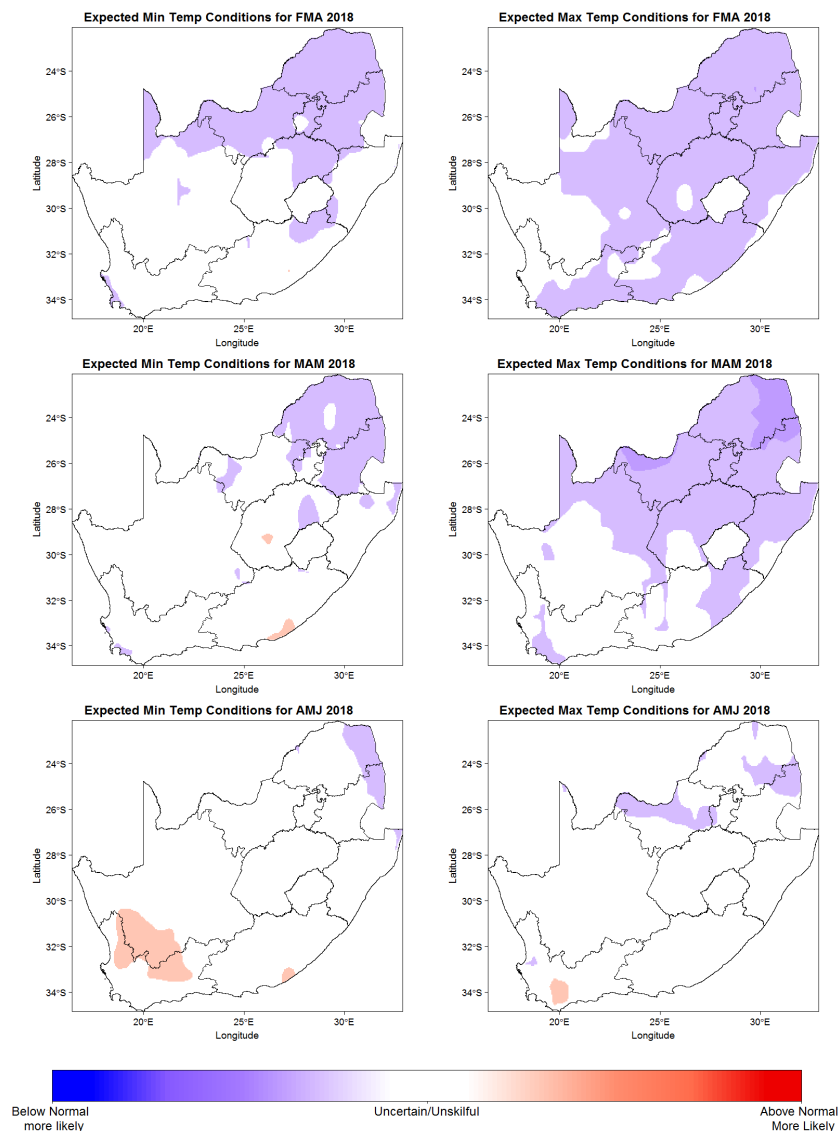 Expected Min Temp Conditions for FMA 2018
24°S
26°S
28°S
30°S
32°S
34°S
Latitude
20°E
25°E
30°E
Longitude
Expected Max Temp Conditions for FMA 2018
24°S
26°S
28°S
30°S
32°S
34°S
Latitude
20°E
25°E
30°E
Longitude
Expected Min Temp Conditions for MAM 2018
24°S
26°S
28°S
30°S
32°S
34°S
Latitude
20°E
25°E
30°E
Longitude
Expected Max Temp Conditions for MAM 2018
24°S
26°S
28°S
30°S
32°S
34°S
Latitude
20°E
25°E
30°E
Longitude
Expected Min Temp Conditions for AMJ 2018
24°S
26°S
28°S
30°S
32°S
34°S
Latitude
20°E
25°E
30°E
Longitude
Expected Max Temp Conditions for AMJ 2018
24°S
26°S
28°S
30°S
32°S
34°S
Latitude
20°E
25°E
30°E
Longitude
Below Normal
more likely
Uncertain/Unskilful
Above Normal
More Likely